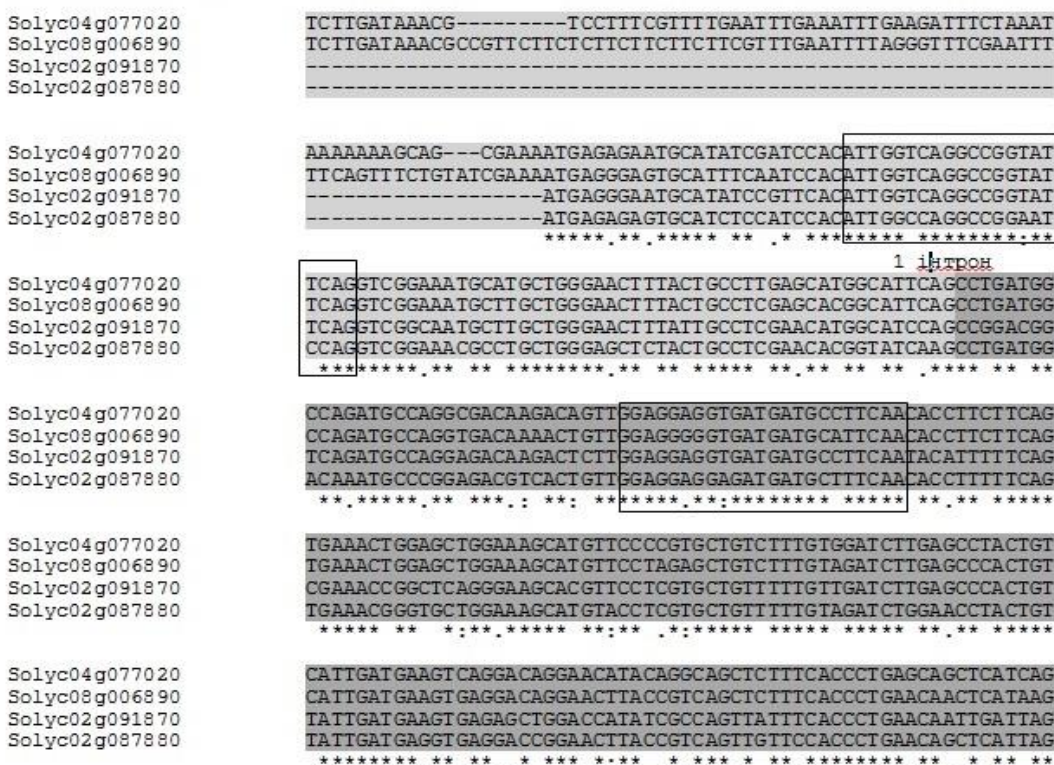 Solyc04g077020 TCTTGATAAACG----------TCCTTTCGTTTTGAATTTGAAATTTGAAGATTTCTAAAT
Solyc08g006890 TCTTGATAAACGCCGTTCTTCTCTTCTTCTTCTTCGTTTGAATTTTAGGGTTTCGAATTT
Solyc02g091870 ------------------------------------------------------------
Solyc02g087880 ------------------------------------------------------------
Solyc04g077020 AAAAAAAGCAG---CGAAAATGAGAGAATGCATATCGATCCACATTGGTCAGGCCGGTAT
Solyc08g006890 TTCAGTTTCTGTATCGAAAATGAGGGAGTGCATTTCAATCCACATTGGTCAGGCCGGTAT
Solyc02g091870 -------------------ATGAGGGAATGCATATCCGTTCACATTGGTCAGGCCGGTAT
Solyc02g087880 -------------------ATGAGAGAGTGCATCTCCATCCACATTGGCCAGGCCGGAAT
*****.**.***** ** .* ******** ********:**
1 інтрон
Solyc04g077020 TCAGGTCGGAAATGCATGCTGGGAACTTTACTGCCTTGAGCATGGCATTCAGCCTGATGG
Solyc08g006890 TCAGGTCGGAAATGCTTGCTGGGAACTTTACTGCCTCGAGCACGGCATTCAGCCTGATGG
Solyc02g091870 TCAGGTCGGCAATGCTTGCTGGGAACTTTATTGCCTCGAACATGGCATCCAGCCGGACGG
Solyc02g087880 CCAGGTCGGAAACGCCTGCTGGGAGCTCTACTGCCTCGAACACGGTATCAAGCCTGATGG
********.** ** ********.** ** ***** **.** ** ** .**** ** **
Solyc04g077020 CCAGATGCCAGGCGACAAGACAGTTGGAGGAGGTGATGATGCCTTCAACACCTTCTTCAG
Solyc08g006890 CCAGATGCCAGGTGACAAAACTGTTGGAGGGGGTGATGATGCATTCAACACCTTCTTCAG
Solyc02g091870 TCAGATGCCAGGAGACAAGACTCTTGGAGGAGGTGATGATGCCTTCAATACATTTTTCAG
Solyc02g087880 ACAAATGCCCGGAGACGTCACTGTTGGAGGAGGAGATGATGCTTTCAACACCTTTTTCAG
**.*****.** ***.: **: *******.**:******** ***** **.** *****
Solyc04g077020 TGAAACTGGAGCTGGAAAGCATGTTCCCCGTGCTGTCTTTGTGGATCTTGAGCCTACTGT
Solyc08g006890 TGAAACTGGAGCTGGAAAGCATGTTCCTAGAGCTGTCTTTGTAGATCTTGAGCCCACTGT
Solyc02g091870 CGAAACCGGCTCAGGGAAGCACGTTCCTCGTGCTGTTTTTGTTGATCTTGAGCCCACTGT
Solyc02g087880 TGAAACGGGTGCTGGAAAGCATGTACCTCGTGCTGTTTTTGTAGATCTGGAACCTACTGT
***** ** *:**.***** **:** .*:***** ***** ***** **.** *****
Solyc04g077020 CATTGATGAAGTCAGGACAGGAACATACAGGCAGCTCTTTCACCCTGAGCAGCTCATCAG
Solyc08g006890 CATTGATGAAGTGAGGACAGGAACTTACCGTCAGCTCTTTCACCCTGAACAACTCATAAG
Solyc02g091870 TATTGATGAAGTGAGAGCTGGACCATATCGCCAGTTATTTCACCCTGAACAATTGATTAG
Solyc02g087880 TATTGATGAGGTGAGGACCGGAACTTACCGTCAGTTGTTCCACCCTGAACAGCTCATTAG
******** ** ** .* *** *:** .* *** * ** ******** ** * ** **